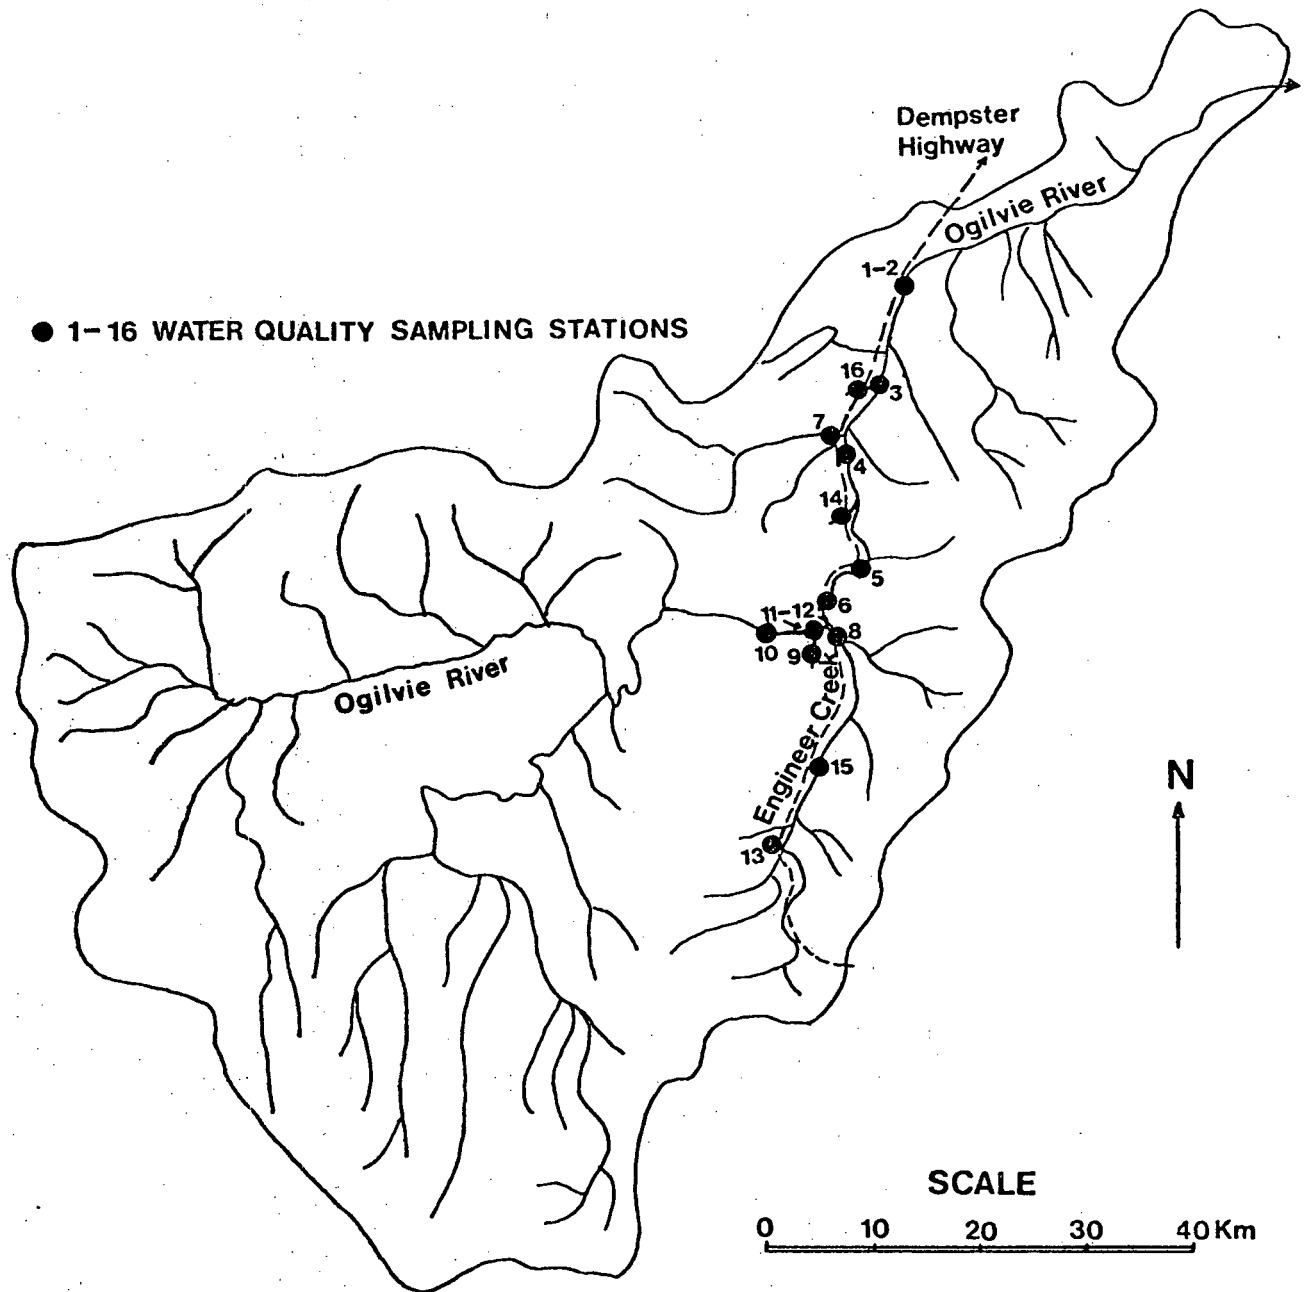 Dempster
Highway
Ogilvie River
1-2
● 1-16 WATER QUALITY SAMPLING STATIONS
16
3
7
4
14
5
6
11-12
8
10
9
Ogilvie River
Engineer Creek
15
N
13
SCALE
0 10 20 30 40 Km